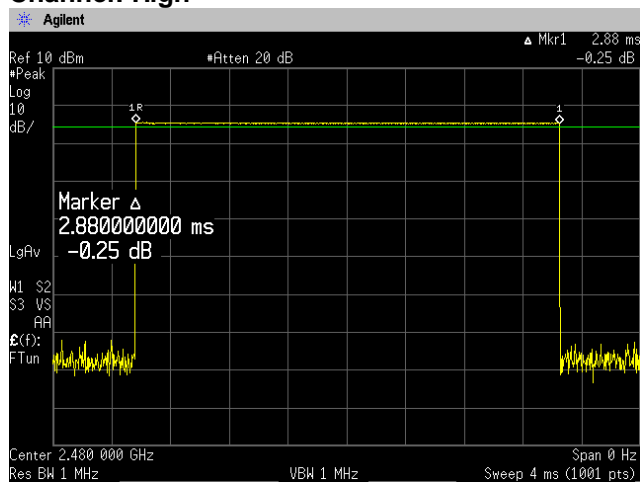 Agilent
Δ Mkr1 2.88 ms
Ref 10 dBm #Atten 20 dB -0.25 dB
#Peak
Log
10
dB/
1R
1
Marker Δ
2.880000000 ms
-0.25 dB
LgAv
W1 S2
S3 VS
AA
£(f):
FTun
Center 2.480 000 GHz Span 0 Hz
Res BW 1 MHz VBW 1 MHz Sweep 4 ms (1001 pts)